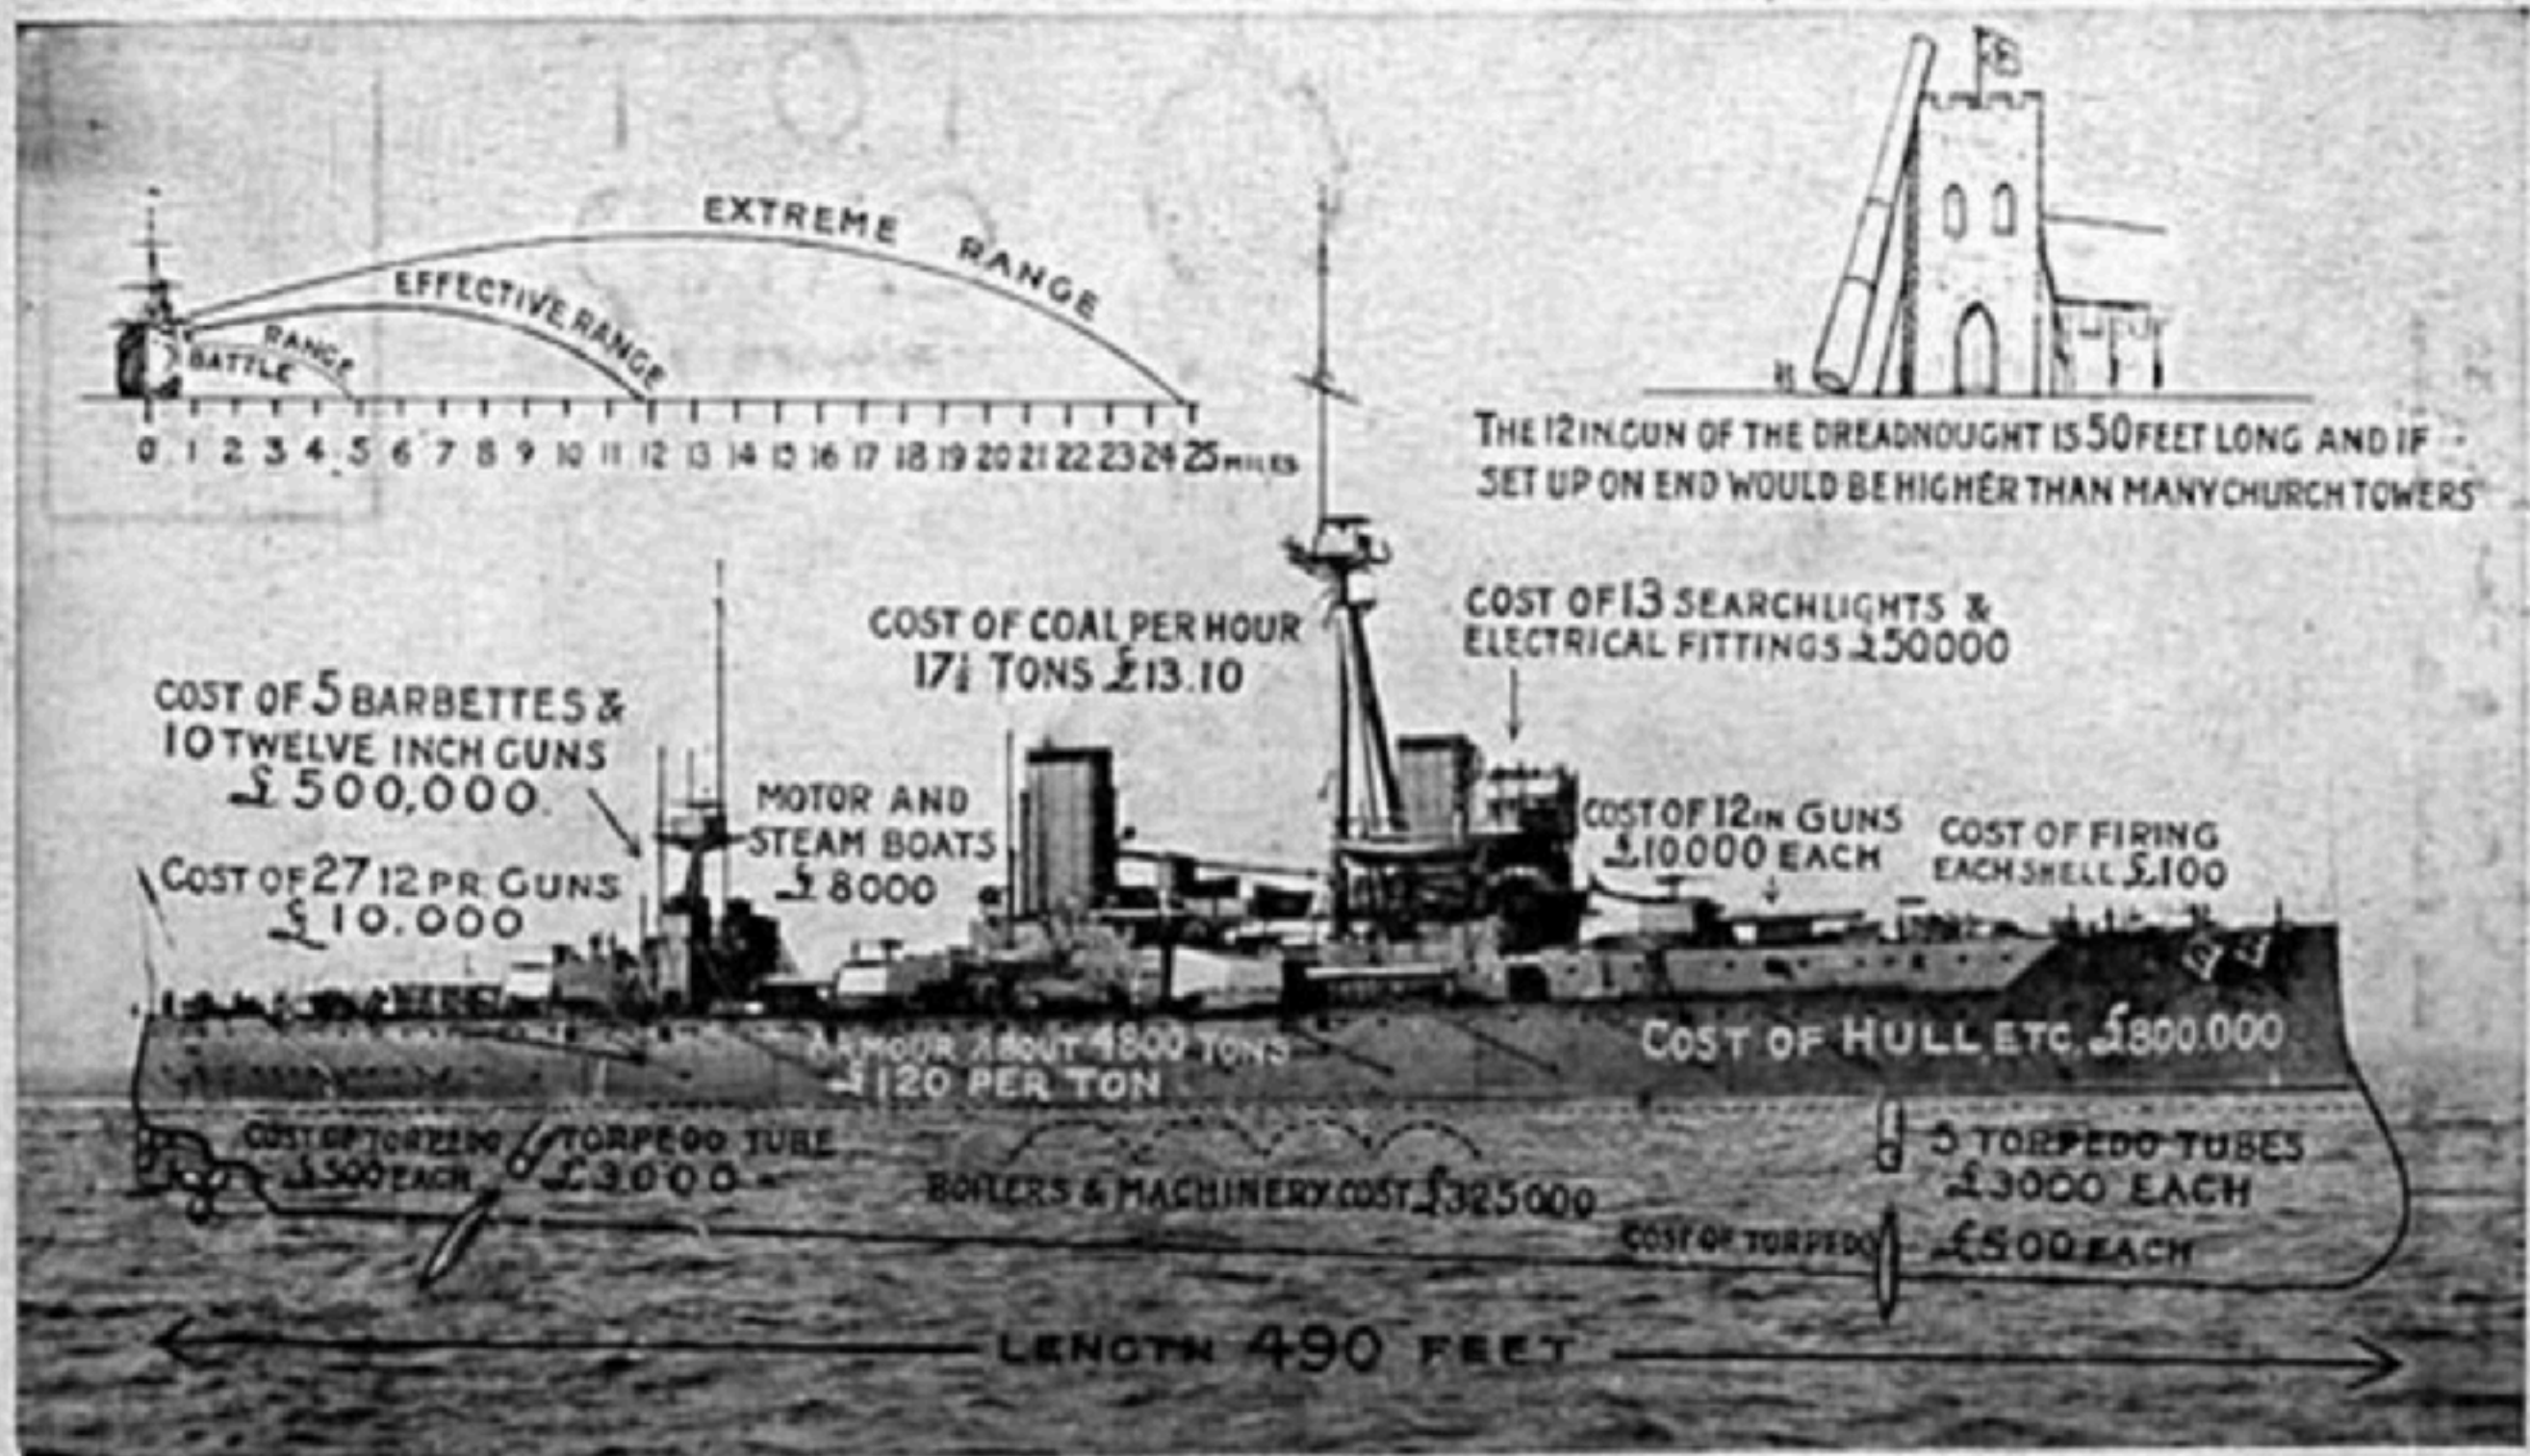 EXTREME RANGE
EFFECTIVE RANGE
BATTLE RANGE
0 1 2 3 4 5 6 7 8 9 10 11 12 13 14 15 16 17 18 19 20 21 22 23 24 25 MILES
THE 12 IN. GUN OF THE DREADNOUGHT IS 50 FEET LONG AND IF
SET UP ON END WOULD BE HIGHER THAN MANY CHURCH TOWERS
COST OF COAL PER HOUR
17½ TONS £13.10
COST OF 13 SEARCHLIGHTS &
ELECTRICAL FITTINGS £50000
COST OF 5 BARBETTES &
10 TWELVE INCH GUNS
£500,000.
MOTOR AND
STEAM BOATS
£8000
COST OF 12 IN GUNS
£10000 EACH
COST OF FIRING
EACH SHELL £100
COST OF 27 12 PR GUNS
£10.000
ARMOUR ABOUT 4800 TONS
£120 PER TON
COST OF HULL, ETC. £800.000
COST OF TORPEDO
£500 EACH
TORPEDO TUBE
£3000
BOILERS & MACHINERY COST £325000
5 TORPEDO TUBES
£3000 EACH
COST OF TORPEDO £500 EACH
LENGTH 490 FEET